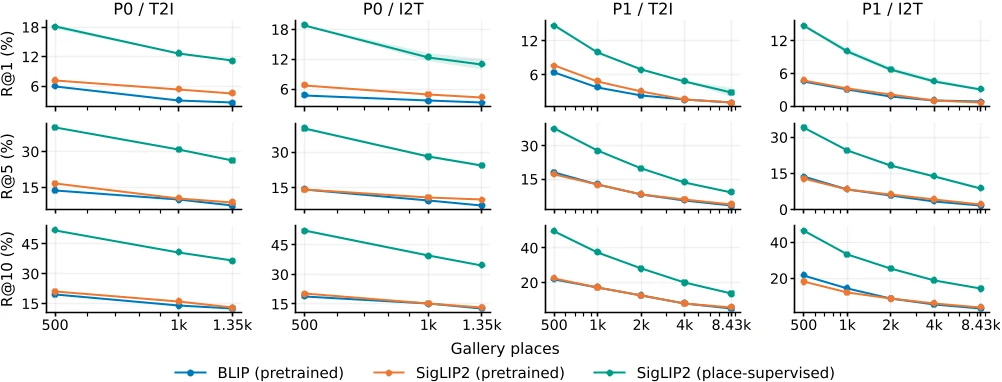 P0 / T2I P0 / I2T P1 / T2I P1 / I2T
R@1 (%)
18 12 6
18 12 6
12 6
12 6 0
R@5 (%)
30 15
30 15
30 15
30 15 0
R@10 (%)
45 30 15
45 30 15
40 20
40 20
500 1k 1.35k
500 1k 1.35k
500 1k 2k 4k 8.43k
500 1k 2k 4k 8.43k
Gallery places
BLIP (pretrained) SigLIP2 (pretrained) SigLIP2 (place-supervised)